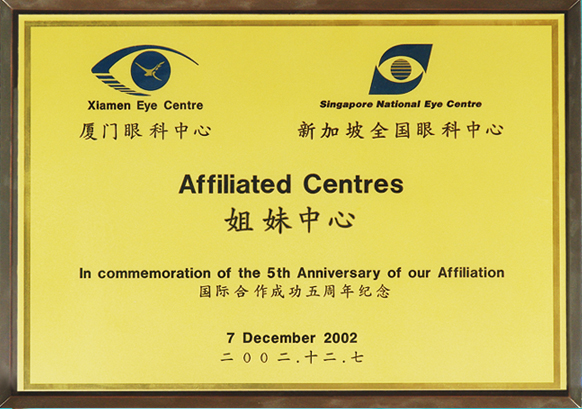 Xiamen Eye Centre
厦门眼科中心
Singapore National Eye Centre
新加坡全国眼科中心
Affiliated Centres
姐妹中心
In commemoration of the 5th Anniversary of our Affiliation
国际合作成功五周年纪念
7 December 2002
二００二.十二.七